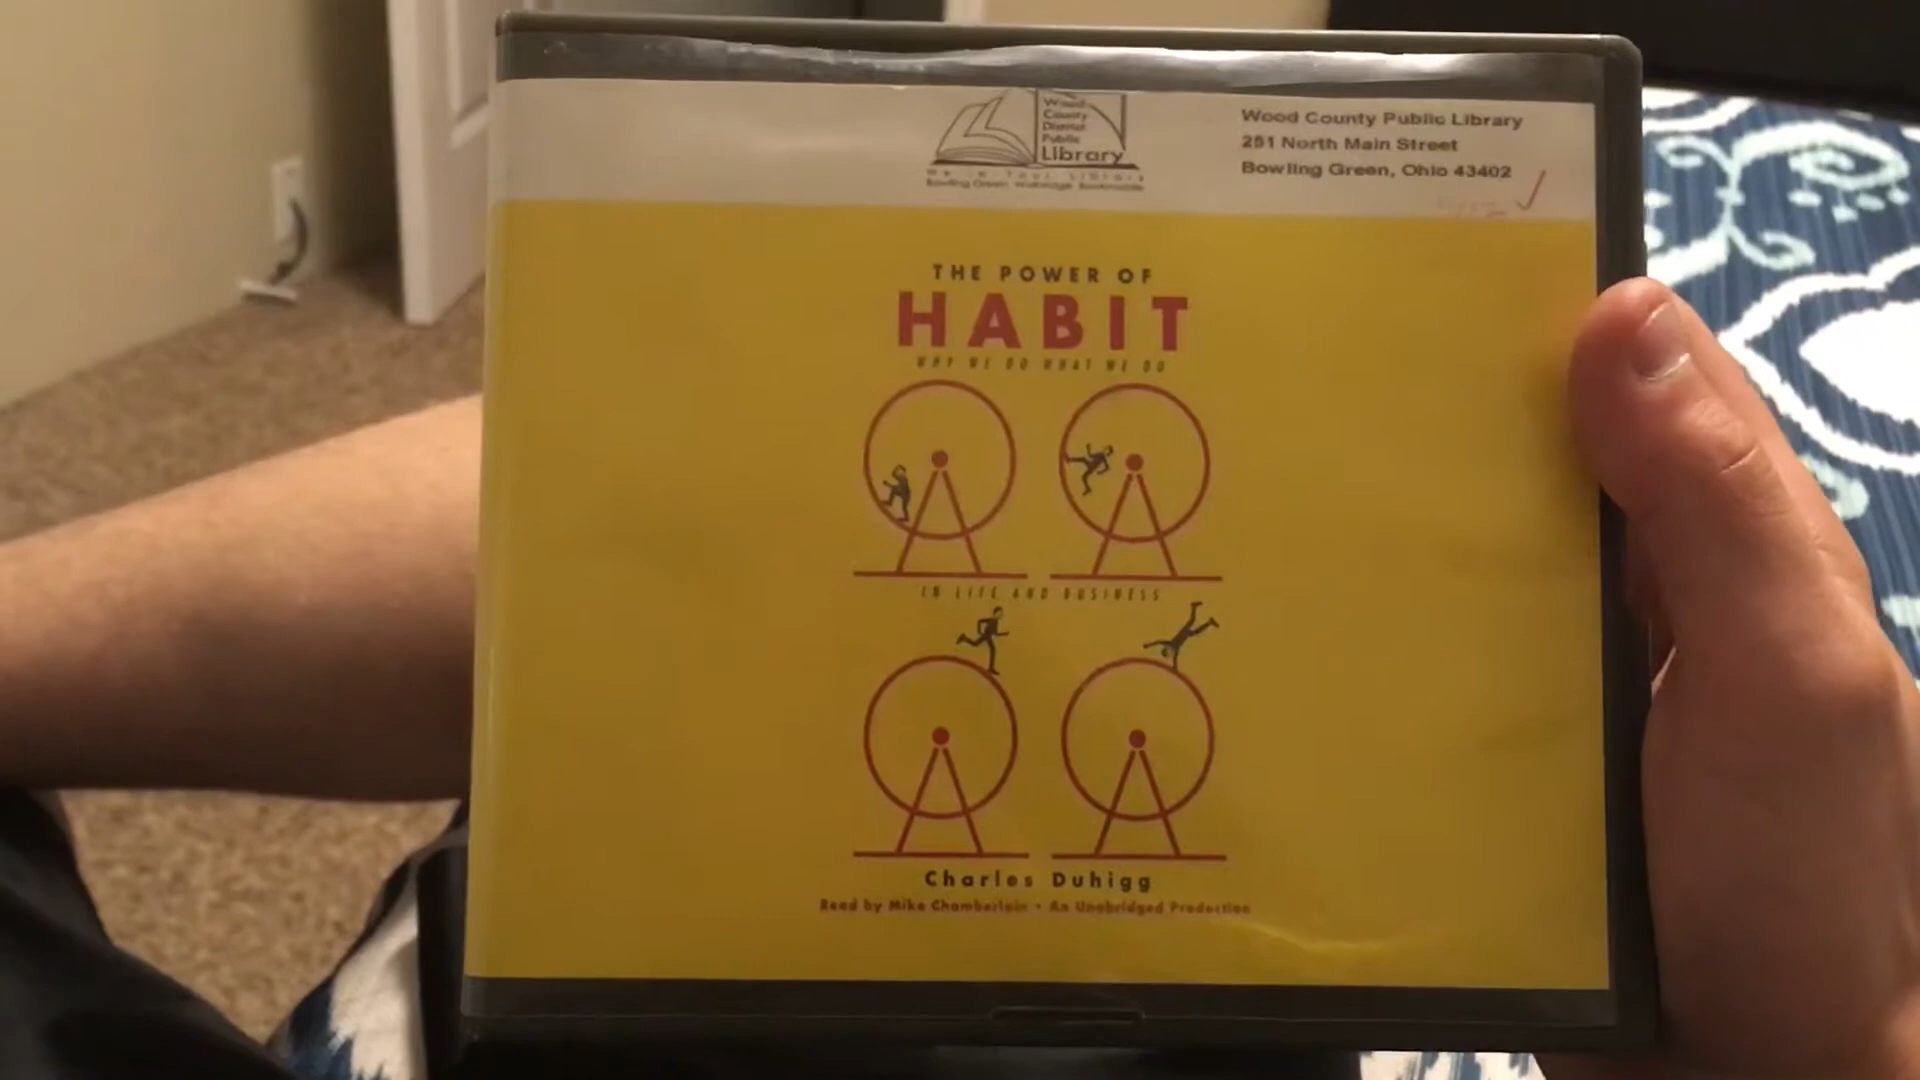 Wood
County
District
Public
Library
Wood County Public Library
251 North Main Street
Bowling Green, Ohio 43402
THE POWER OF
HABIT
WHY WE DO WHAT WE DO
IN LIFE AND BUSINESS
Charles Duhigg
Read by Mike Chamberlain • An Unabridged Production